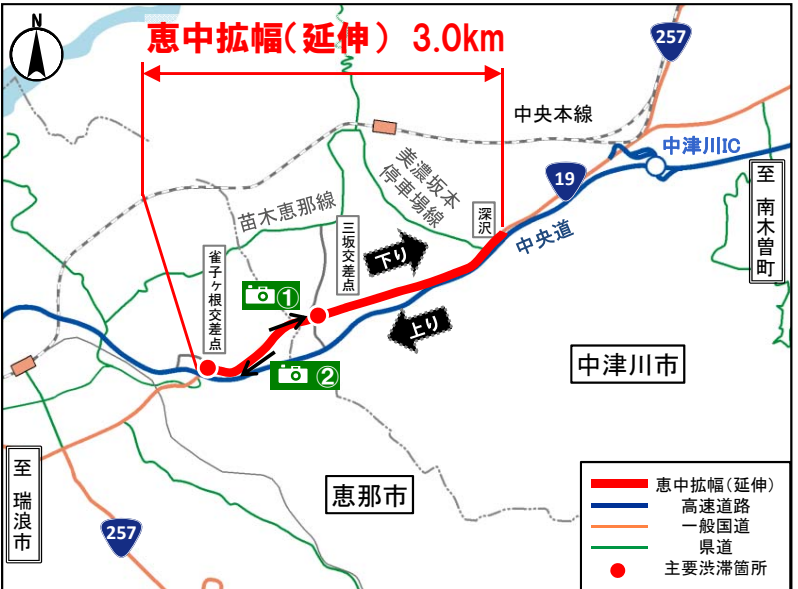 N
恵中拡幅(延伸) 3.0km
257
中央本線
中津川IC
19
至 南木曽町
美濃坂本
停車場線
苗木恵那線
深沢
三坂交差点
中央道
下り
雀子ヶ根交差点
①
上り
②
中津川市
至 瑞浪市
恵那市
257
恵中拡幅(延伸)
高速道路
一般国道
県道
主要渋滞箇所